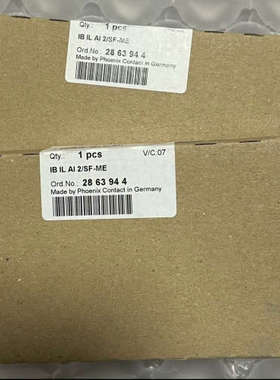 Qty.: 1 pcs
IB IL AI 2/SF-ME
Ord.No.: 28 63 94 4
Made by Phoenix Contact in Germany
Qty.: 1 pcs V/C:07
IB IL AI 2/SF-ME
Ord.No.: 28 63 94 4
Made by Phoenix Contact in Germany